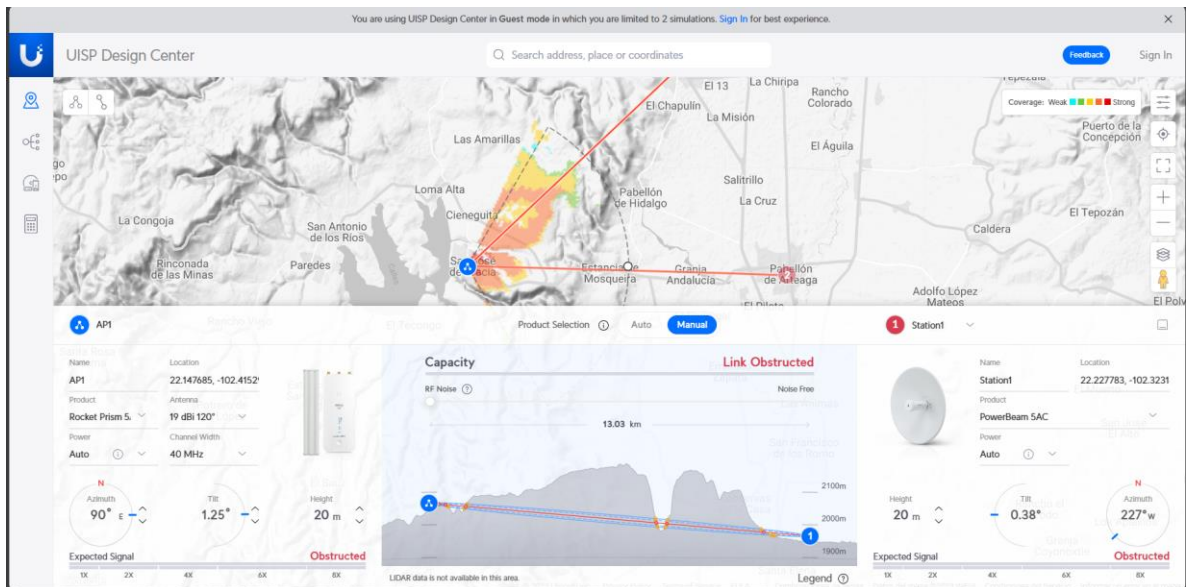 You are using UISP Design Center in Guest mode in which you are limited to 2 simulations. Sign In for best experience.
UISP Design Center
Search address, place or coordinates
Feedback
Sign In
El 13
La Chiripa
Rancho
Colorado
El Chapulín
La Misión
Coverage: Weak Strong
Puerto de la
Concepción
Las Amarillas
El Águila
Loma Alta
Pabellón
de Hidalgo
Salitrillo
La Cruz
La Congoja
San Antonio
de los Ríos
Cieneguita
El Tepozán
Caldera
Rinconada
de las Minas
Paredes
Estancia de
Mosqueira
Granja
Andalucía
Pabellón
de Arteaga
2
Adolfo López
Mateos
AP1
Product Selection
Auto
Manual
1
Station1
Name
AP1
Location
22.147685, -102.4152
Product
Rocket Prism 5
Antenna
19 dBi 120°
Power
Auto
Channel Width
40 MHz
N
Azimuth
90° E
Tilt
1.25°
Height
20 m
Expected Signal
Obstructed
1X 2X 4X 6X 8X
Capacity
Link Obstructed
RF Noise
Noise Free
13.03 km
2100m
2000m
1900m
1
LIDAR data is not available in this area.
Legend
Name
Station1
Location
22.227783, -102.3231
Product
PowerBeam 5AC
Power
Auto
Height
20 m
Tilt
0.38°
N
Azimuth
227° W
Expected Signal
Obstructed
1X 2X 4X 6X 8X